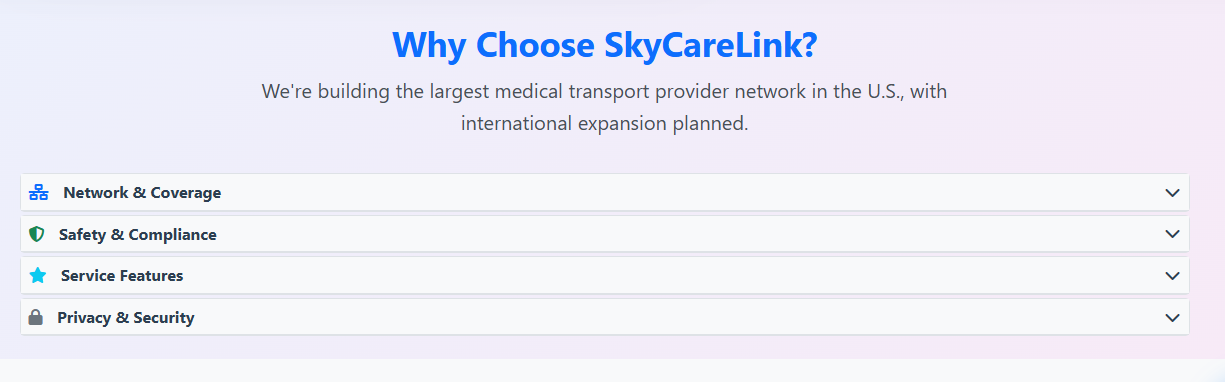 Why Choose SkyCareLink?
We're building the largest medical transport provider network in the U.S., with
international expansion planned.
Network & Coverage
Safety & Compliance
Service Features
Privacy & Security